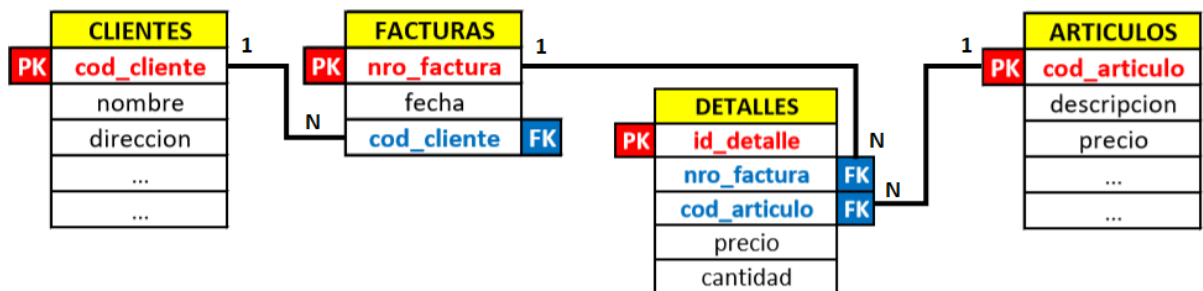 CLIENTES
PK cod_cliente
nombre
direccion
...
...
1
N
FACTURAS
PK nro_factura
fecha
cod_cliente FK
1
N
DETALLES
PK id_detalle
nro_factura FK
cod_articulo FK
precio
cantidad
N
1
ARTICULOS
PK cod_articulo
descripcion
precio
...
...